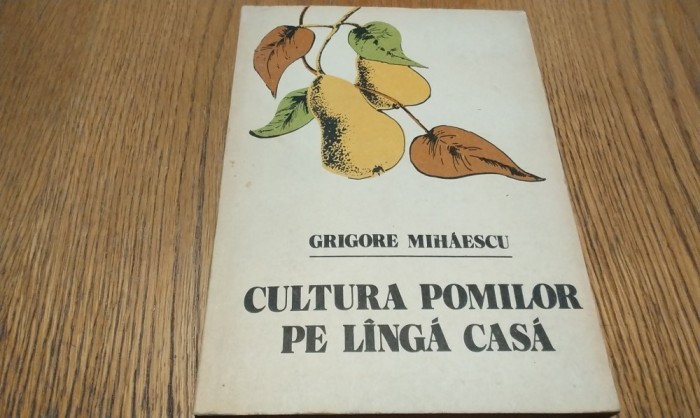 GRIGORE MIHĂESCU
CULTURA POMILOR
PE LÎNGĂ CASĂ